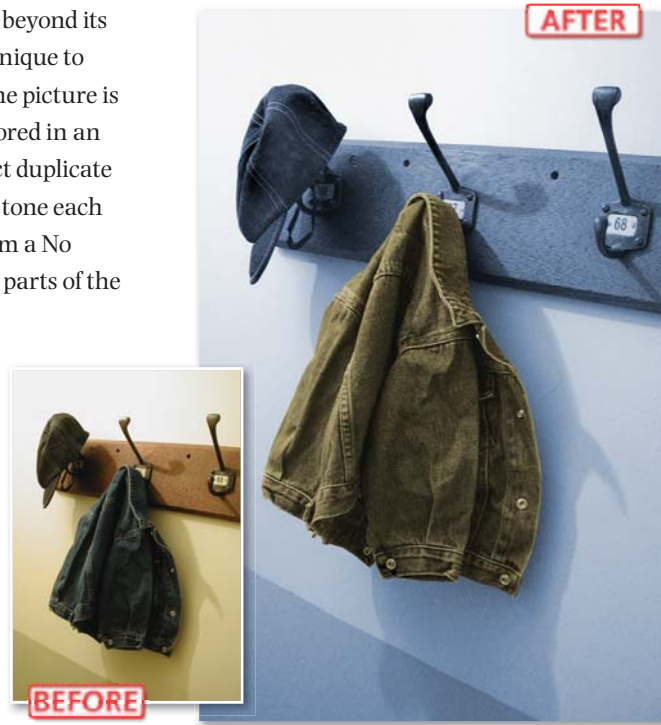 beyond its
nique to
ne picture is
ored in an
ct duplicate
tone each
m a No
parts of the
AFTER
68
BEFORE